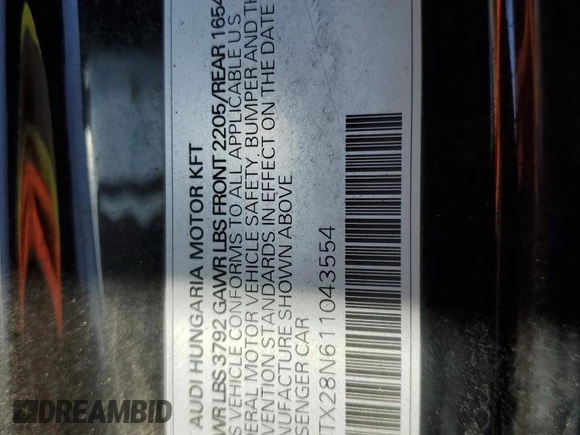 AUDI HUNGARIA MOTOR KFT
WR LBS 3792 GAWR LBS FRONT 2205/REAR 1654
S VEHICLE CONFORMS TO ALL APPLICABLE U.S
ERAL MOTOR VEHICLE SAFETY, BUMPER AND TH
VENTION STANDARDS IN EFFECT ON THE DATE
NUFACTURE SHOWN ABOVE.
SENGER CAR
TX28N611043554
DREAMBID